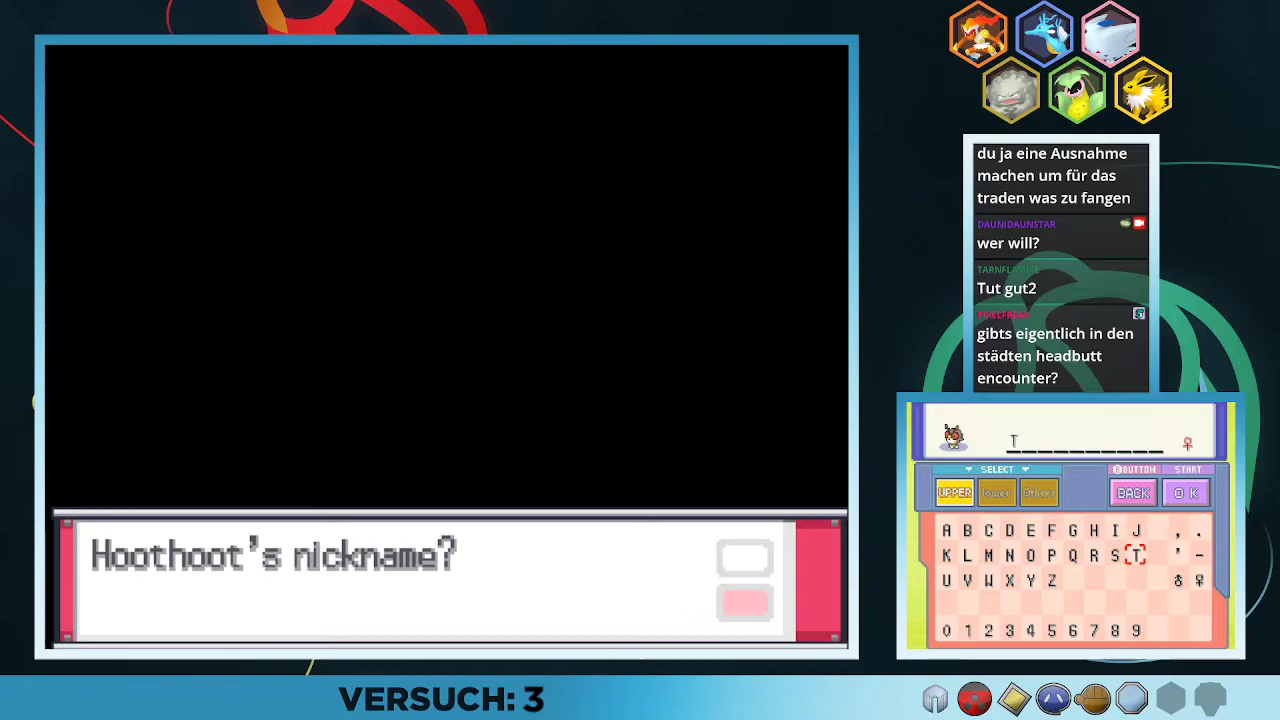 du ja eine Ausnahme
machen um für das
traden was zu fangen
DAUNIDAUNSTAR
wer will?
TARNFLAMME
Tut gut2
PIXELFREAK
gibts eigentlich in den
städten headbutt
encounter?
T
♀
SELECT
BUTTON START
UPPER lower Others BACK OK
A B C D E F G H I J , .
K L M N O P Q R S T ' -
U V W X Y Z ♂ ♀
0 1 2 3 4 5 6 7 8 9
Hoothoot's nickname?
VERSUCH: 3